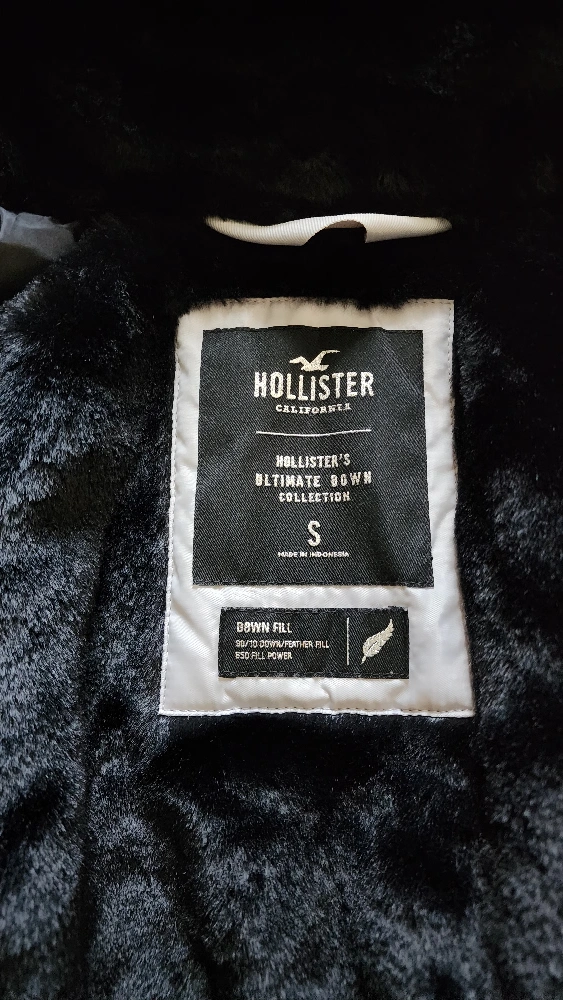 HOLLISTER
CALIFORNIA
HOLLISTER'S
ULTIMATE DOWN
COLLECTION
S
MADE IN INDONESIA
DOWN FILL
90/10 DOWN/FEATHER FILL
650 FILL POWER